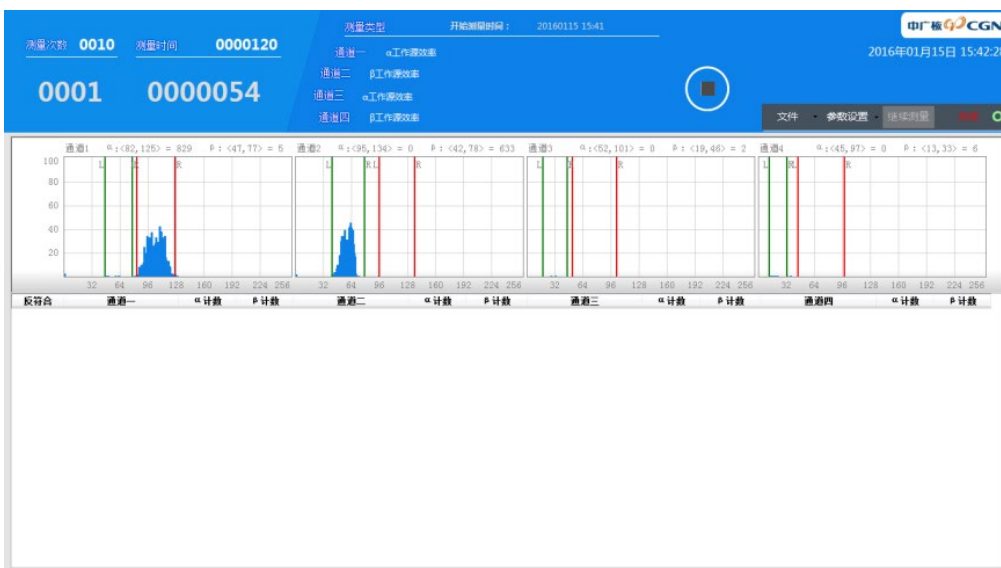 测量类型 开始测量时间： 20160115 15:41
中广核 CGN
测量次数 0010 测量时间 0000120
通道一 α工作源效率
2016年01月15日 15:42:28
通道二 β工作源效率
0001 0000054
通道三 α工作源效率
通道四 β工作源效率
文件 参数设置 继续测量
通道1 α:<82,125> = 829 β: <47,77> = 5 通道2 α:<95,134> = 0 β: <42,78> = 633 通道3 α:<52,101> = 0 β: <19,46> = 2 通道4 α:<45,97> = 0 β: <13,33> = 6
100
L R L R L R L R
80
60
40
20
32 64 96 128 160 192 224 256 32 64 96 128 160 192 224 256 32 64 96 128 160 192 224 256 32 64 96 128 160 192 224 256
反符合 通道一 α计数 β计数 通道二 α计数 β计数 通道三 α计数 β计数 通道四 α计数 β计数